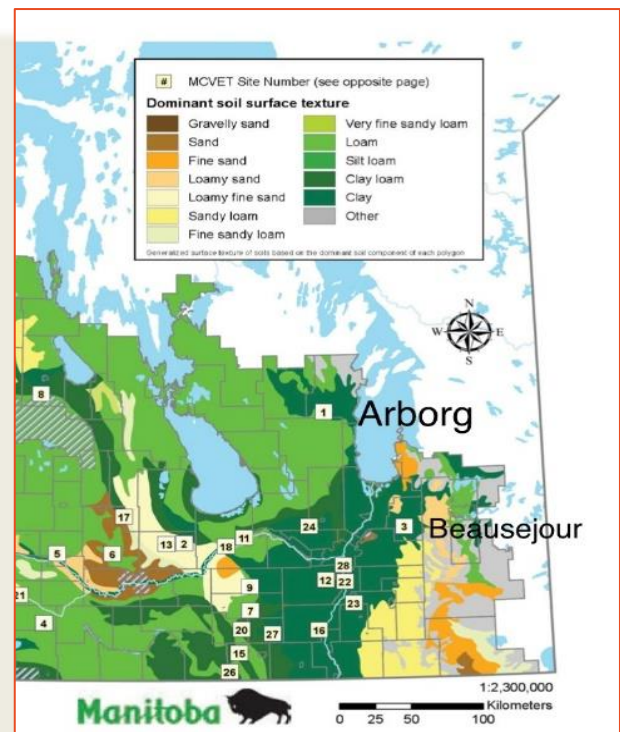 # MCVET Site Number (see opposite page)
Dominant soil surface texture
Gravelly sand
Sand
Fine sand
Loamy sand
Loamy fine sand
Sandy loam
Fine sandy loam
Very fine sandy loam
Loam
Silt loam
Clay loam
Clay
Other
Generalized surface texture of soils based on the dominant soil component of each polygon
N
W E
S
8
1
Arborg
17
24
3
Beausejour
5
6
13 2
18
11
28
21
9
12 22
4
7
23
20 27
16
15
26
1:2,300,000
Kilometers
0 25 50 100
Manitoba